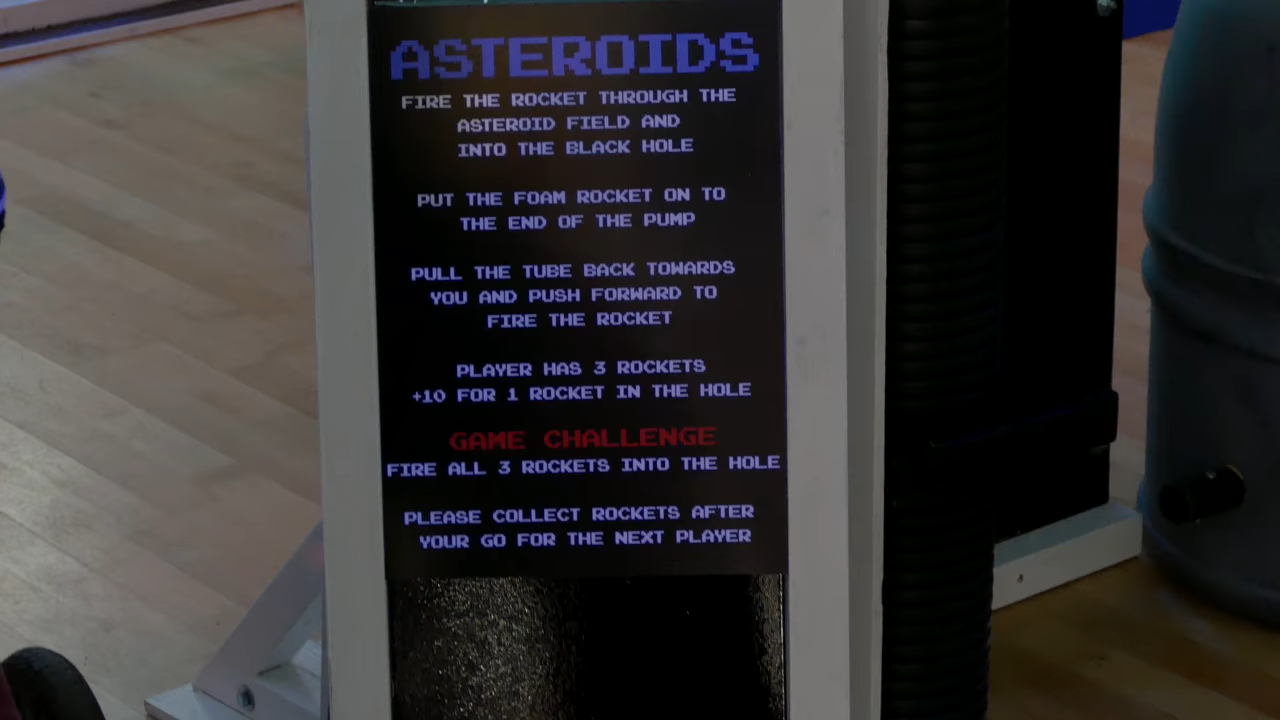 ASTEROIDS
FIRE THE ROCKET THROUGH THE
ASTEROID FIELD AND
INTO THE BLACK HOLE
PUT THE FOAM ROCKET ON TO
THE END OF THE PUMP
PULL THE TUBE BACK TOWARDS
YOU AND PUSH FORWARD TO
FIRE THE ROCKET
PLAYER HAS 3 ROCKETS
+10 FOR 1 ROCKET IN THE HOLE
GAME CHALLENGE
FIRE ALL 3 ROCKETS INTO THE HOLE
PLEASE COLLECT ROCKETS AFTER
YOUR GO FOR THE NEXT PLAYER